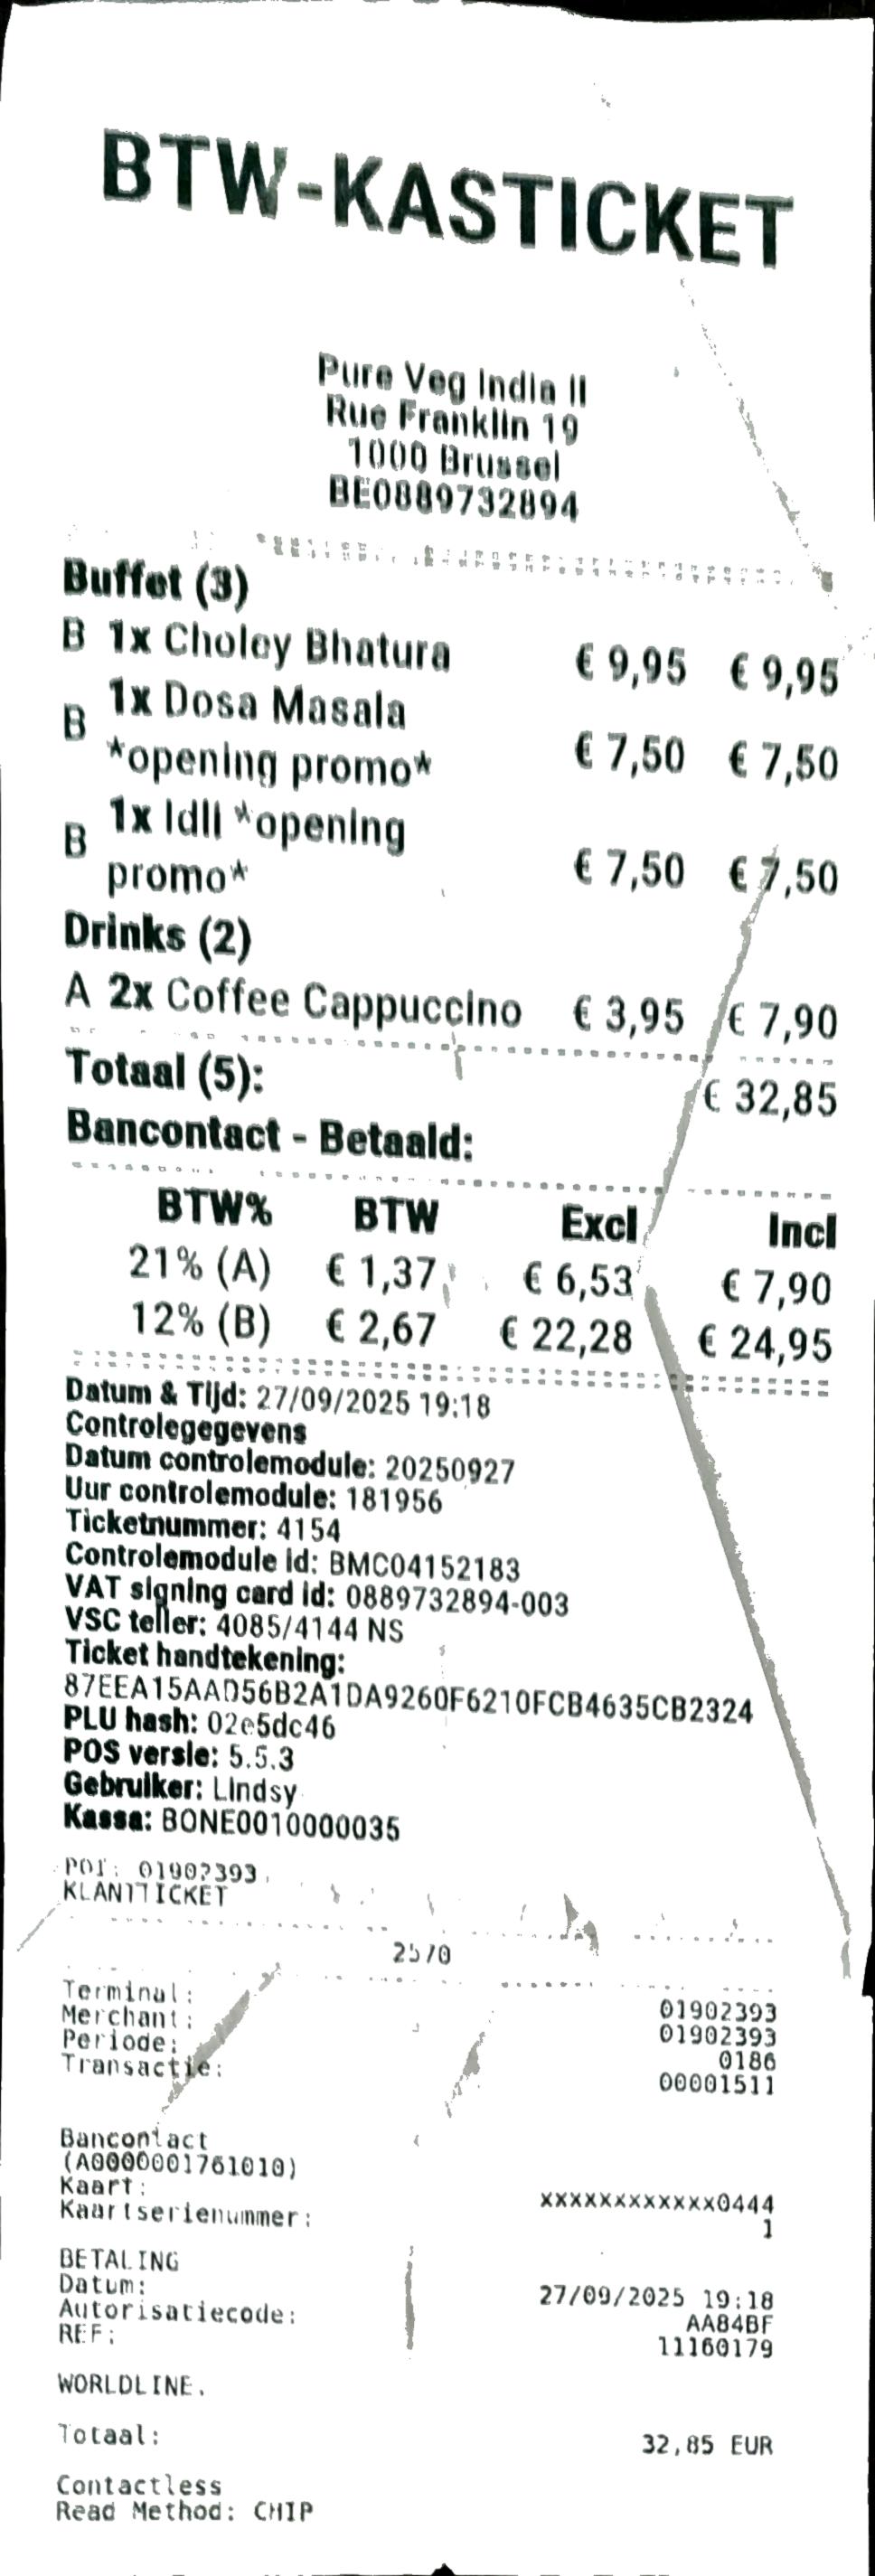 BTW-KASTICKET
Pure Veg India II
Rue Franklin 19
1000 Brussel
BE0889732894
Buffet (3)
B 1x Choley Bhatura € 9,95 € 9,95
B 1x Dosa Masala *opening promo* € 7,50 € 7,50
B 1x Idli *opening promo* € 7,50 € 7,50
Drinks (2)
A 2x Coffee Cappuccino € 3,95 € 7,90
Totaal (5): € 32,85
Bancontact - Betaald:
BTW% BTW Excl Incl
21% (A) € 1,37 € 6,53 € 7,90
12% (B) € 2,67 € 22,28 € 24,95
Datum & Tijd: 27/09/2025 19:18
Controlegegevens
Datum controlemodule: 20250927
Uur controlemodule: 181956
Ticketnummer: 4154
Controlemodule id: BMC04152183
VAT signing card id: 0889732894-003
VSC teller: 4085/4144 NS
Ticket handtekening:
87EEA15AAD56B2A1DA9260F6210FCB4635CB2324
PLU hash: 02e5dc46
POS versie: 5.5.3
Gebruiker: Lindsy
Kassa: BONE0010000035
POI: 01902393
KLANTTICKET
2570
Terminal: 01902393
Merchant: 01902393
Periode: 0186
Transactie: 00001511
Bancontact
(A0000001761010)
Kaart: xxxxxxxxxxxxx0444
Kaartserienummer: 1
BETALING
Datum: 27/09/2025 19:18
Autorisatiecode: AA84BF
REF: 11160179
WORLDLINE.
Totaal: 32,85 EUR
Contactless
Read Method: CHIP